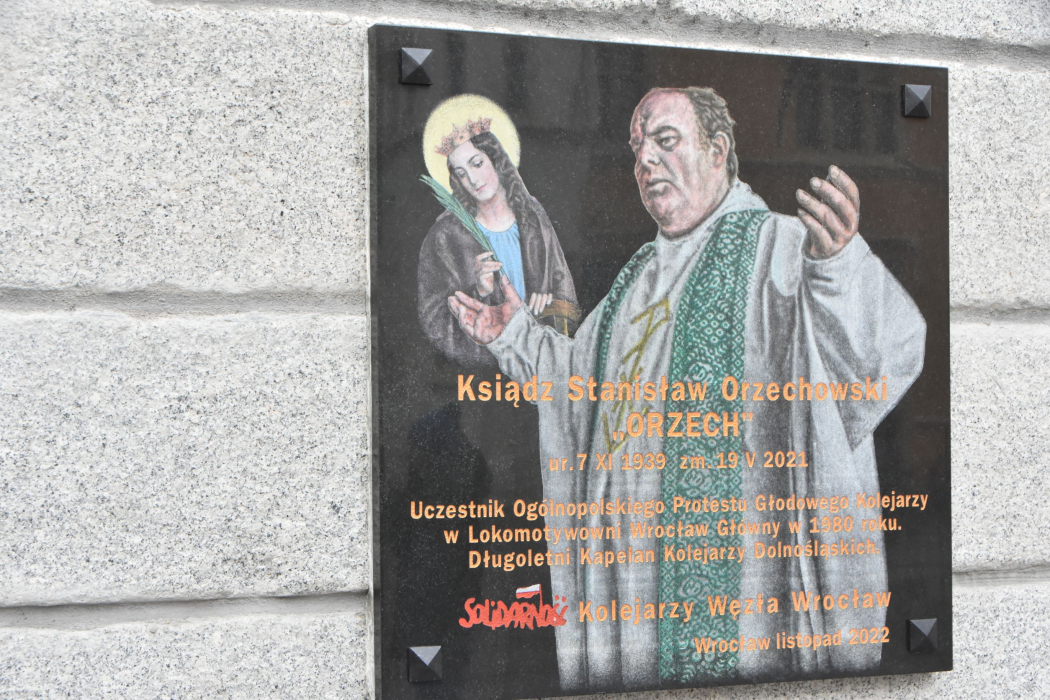 Ksiądz Stanisław Orzechowski
„ORZECH”
ur. 7 XI 1939 zm. 19 V 2021
Uczestnik Ogólnopolskiego Protestu Głodowego Kolejarzy
w Lokomotywowni Wrocław Główny w 1980 roku.
Długoletni Kapelan Kolejarzy Dolnośląskich.
SOLIDARNOŚĆ Kolejarzy Węzła Wrocław
Wrocław listopad 2022